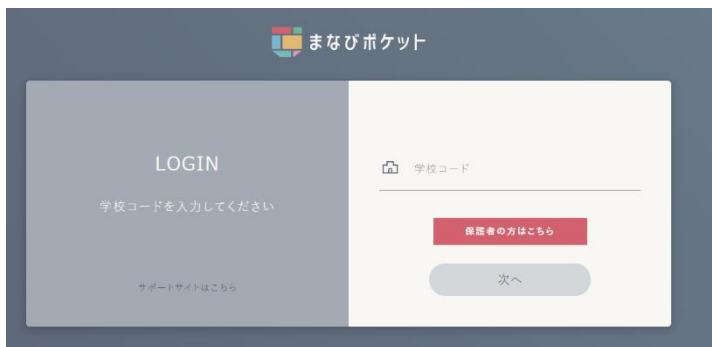 まなびポケット
LOGIN
学校コードを入力してください
サポートサイトはこちら
学校コード
保護者の方はこちら
次へ